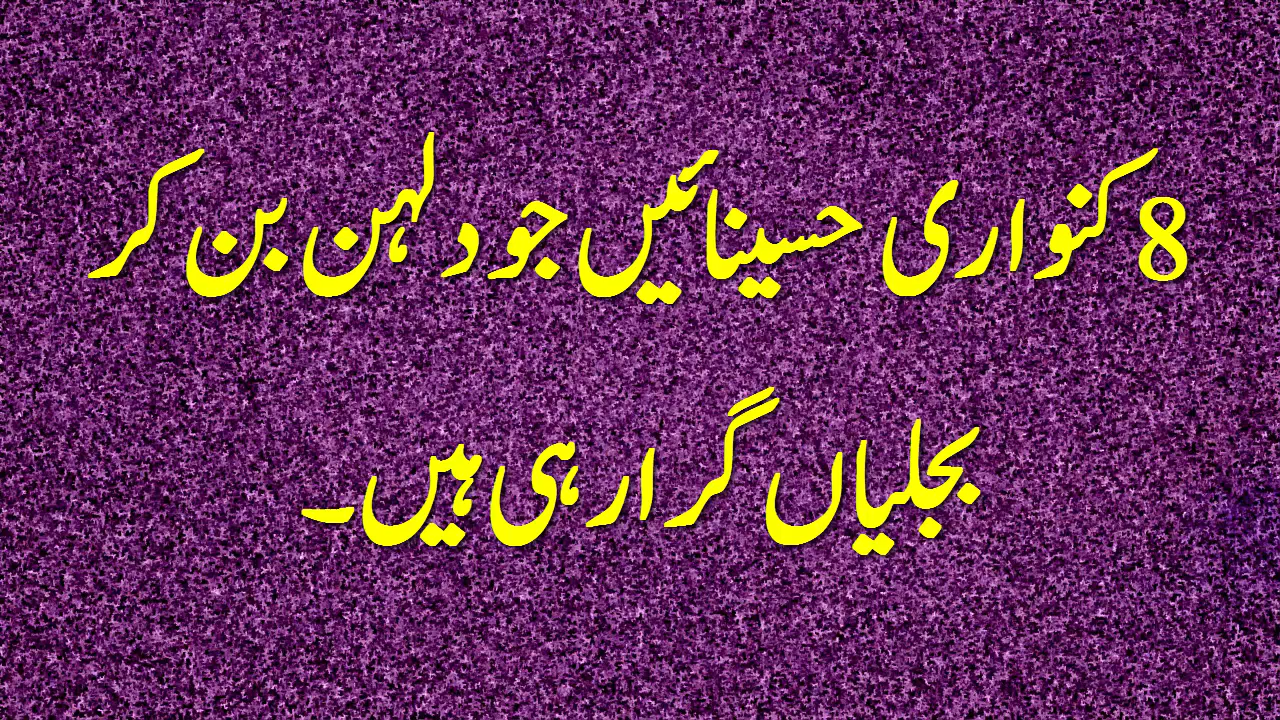 8 کنواری حسینائیں جو دلہن بن کر
بجلیاں گرا رہی ہیں۔